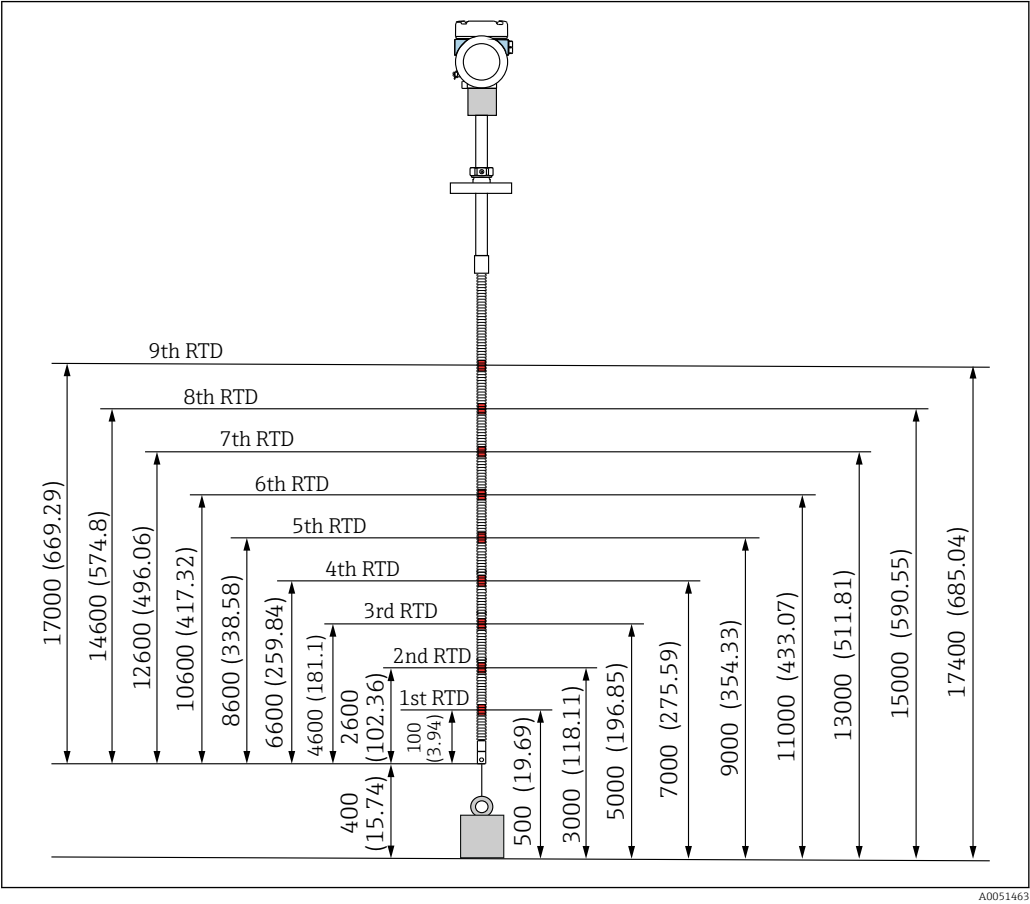 9th RTD
8th RTD
7th RTD
6th RTD
5th RTD
4th RTD
3rd RTD
2nd RTD
1st RTD
17000 (669.29)
14600 (574.8)
12600 (496.06)
10600 (417.32)
8600 (338.58)
6600 (259.84)
4600 (181.1)
2600
(102.36)
100
(3.94)
400
(15.74)
500 (19.69)
3000 (118.11)
5000 (196.85)
7000 (275.59)
9000 (354.33)
11000 (433.07)
13000 (511.81)
15000 (590.55)
17400 (685.04)
A0051463